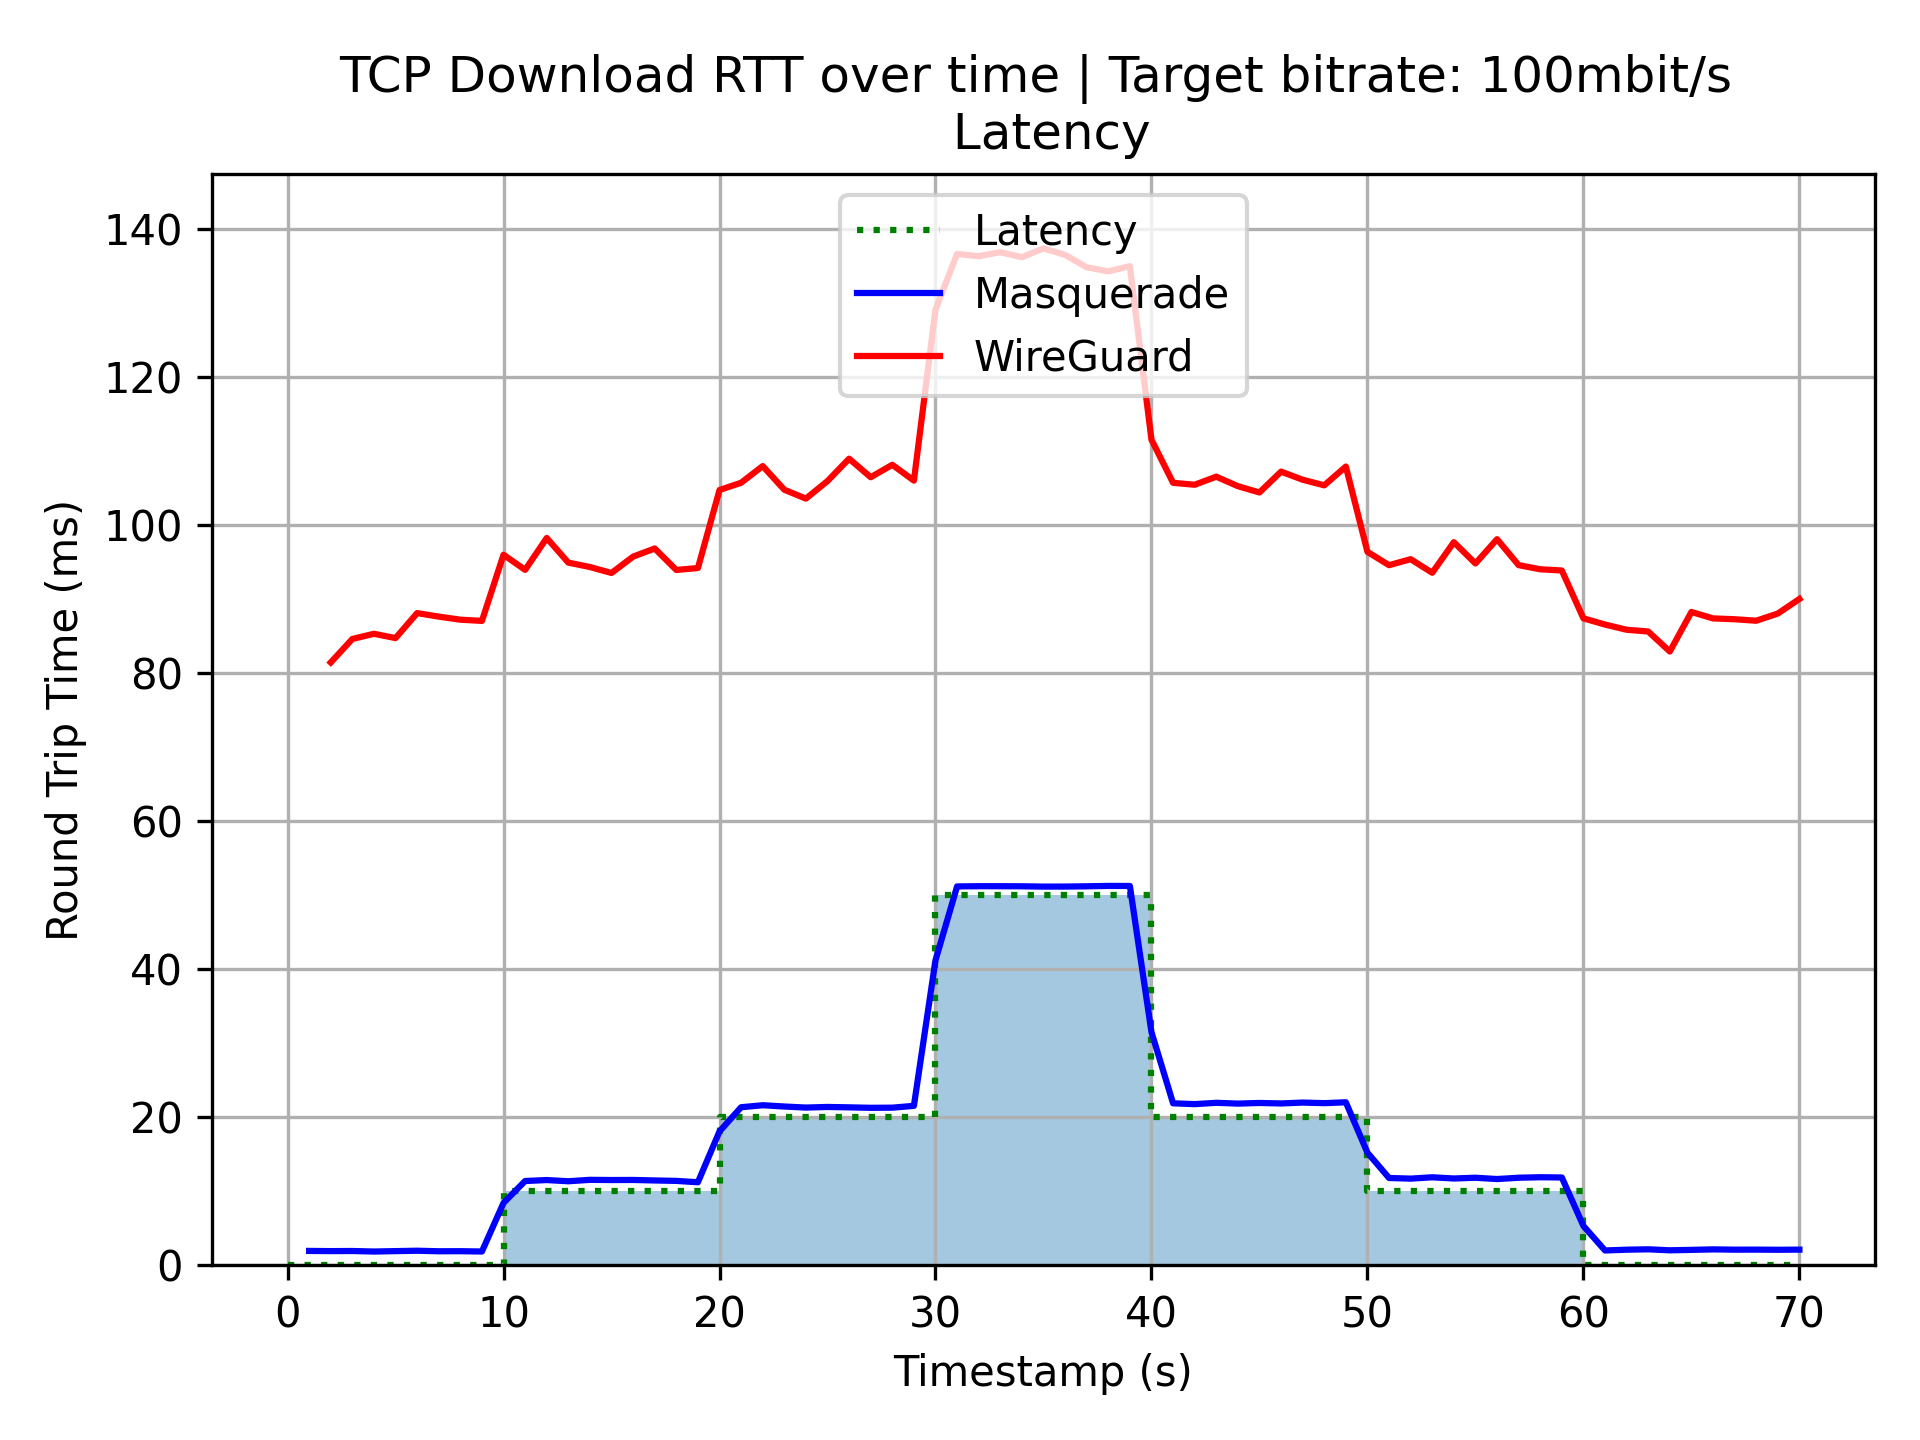 TCP Download RTT over time | Target bitrate: 100mbit/s
Latency
Latency
Masquerade
WireGuard
Round Trip Time (ms)
140
120
100
80
60
40
20
0
0 10 20 30 40 50 60 70
Timestamp (s)